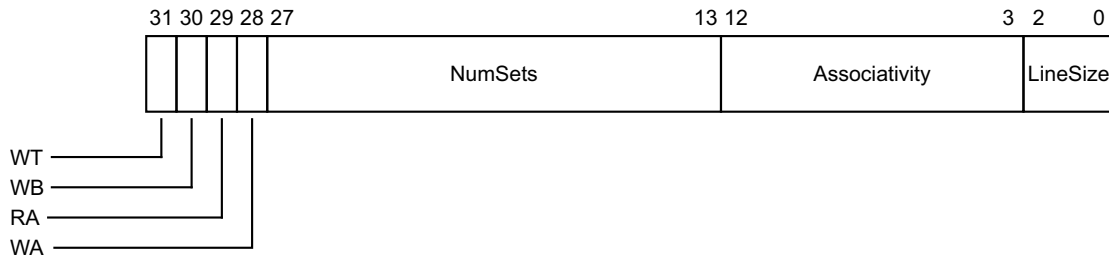 31 30 29 28 27 13 12 3 2 0
NumSets Associativity LineSize
WT
WB
RA
WA